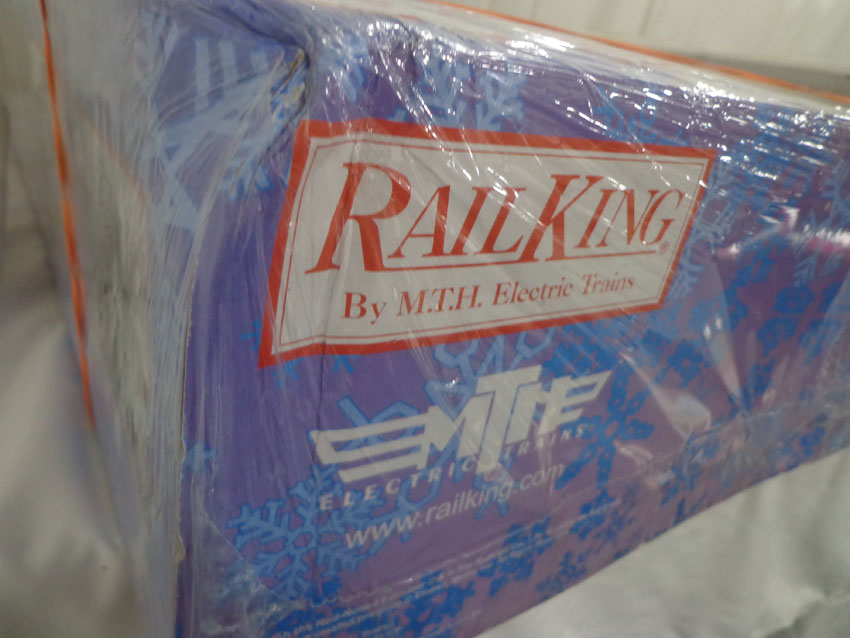 RAILKING®
By M.T.H. Electric Trains
MTH
ELECTRIC TRAINS
www.railking.com